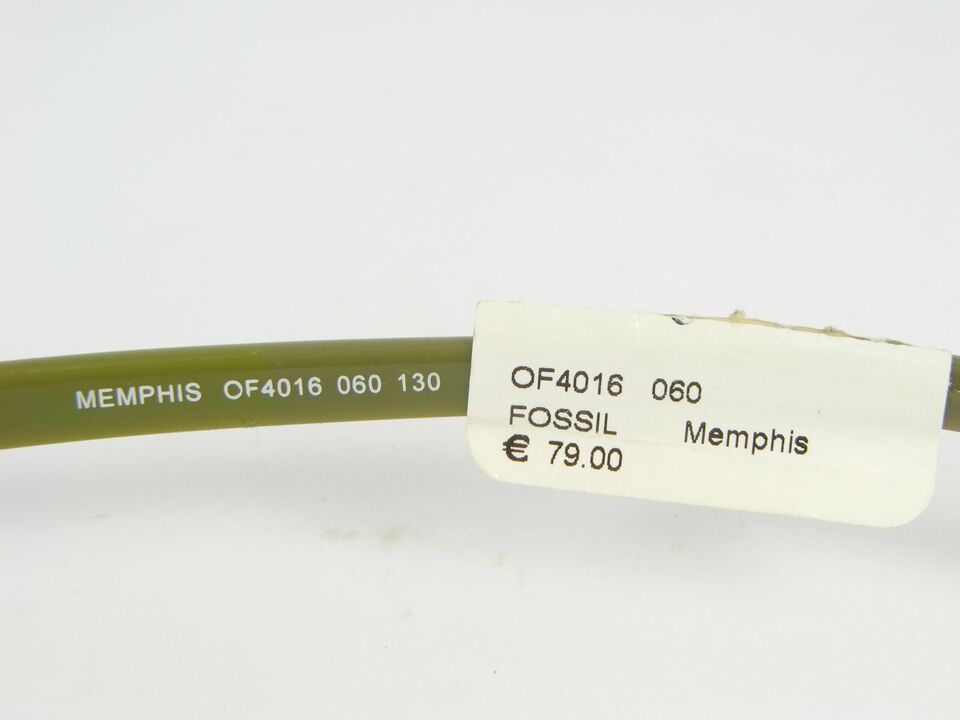 MEMPHIS OF4016 060 130
OF4016 060
FOSSIL Memphis
€ 79.00